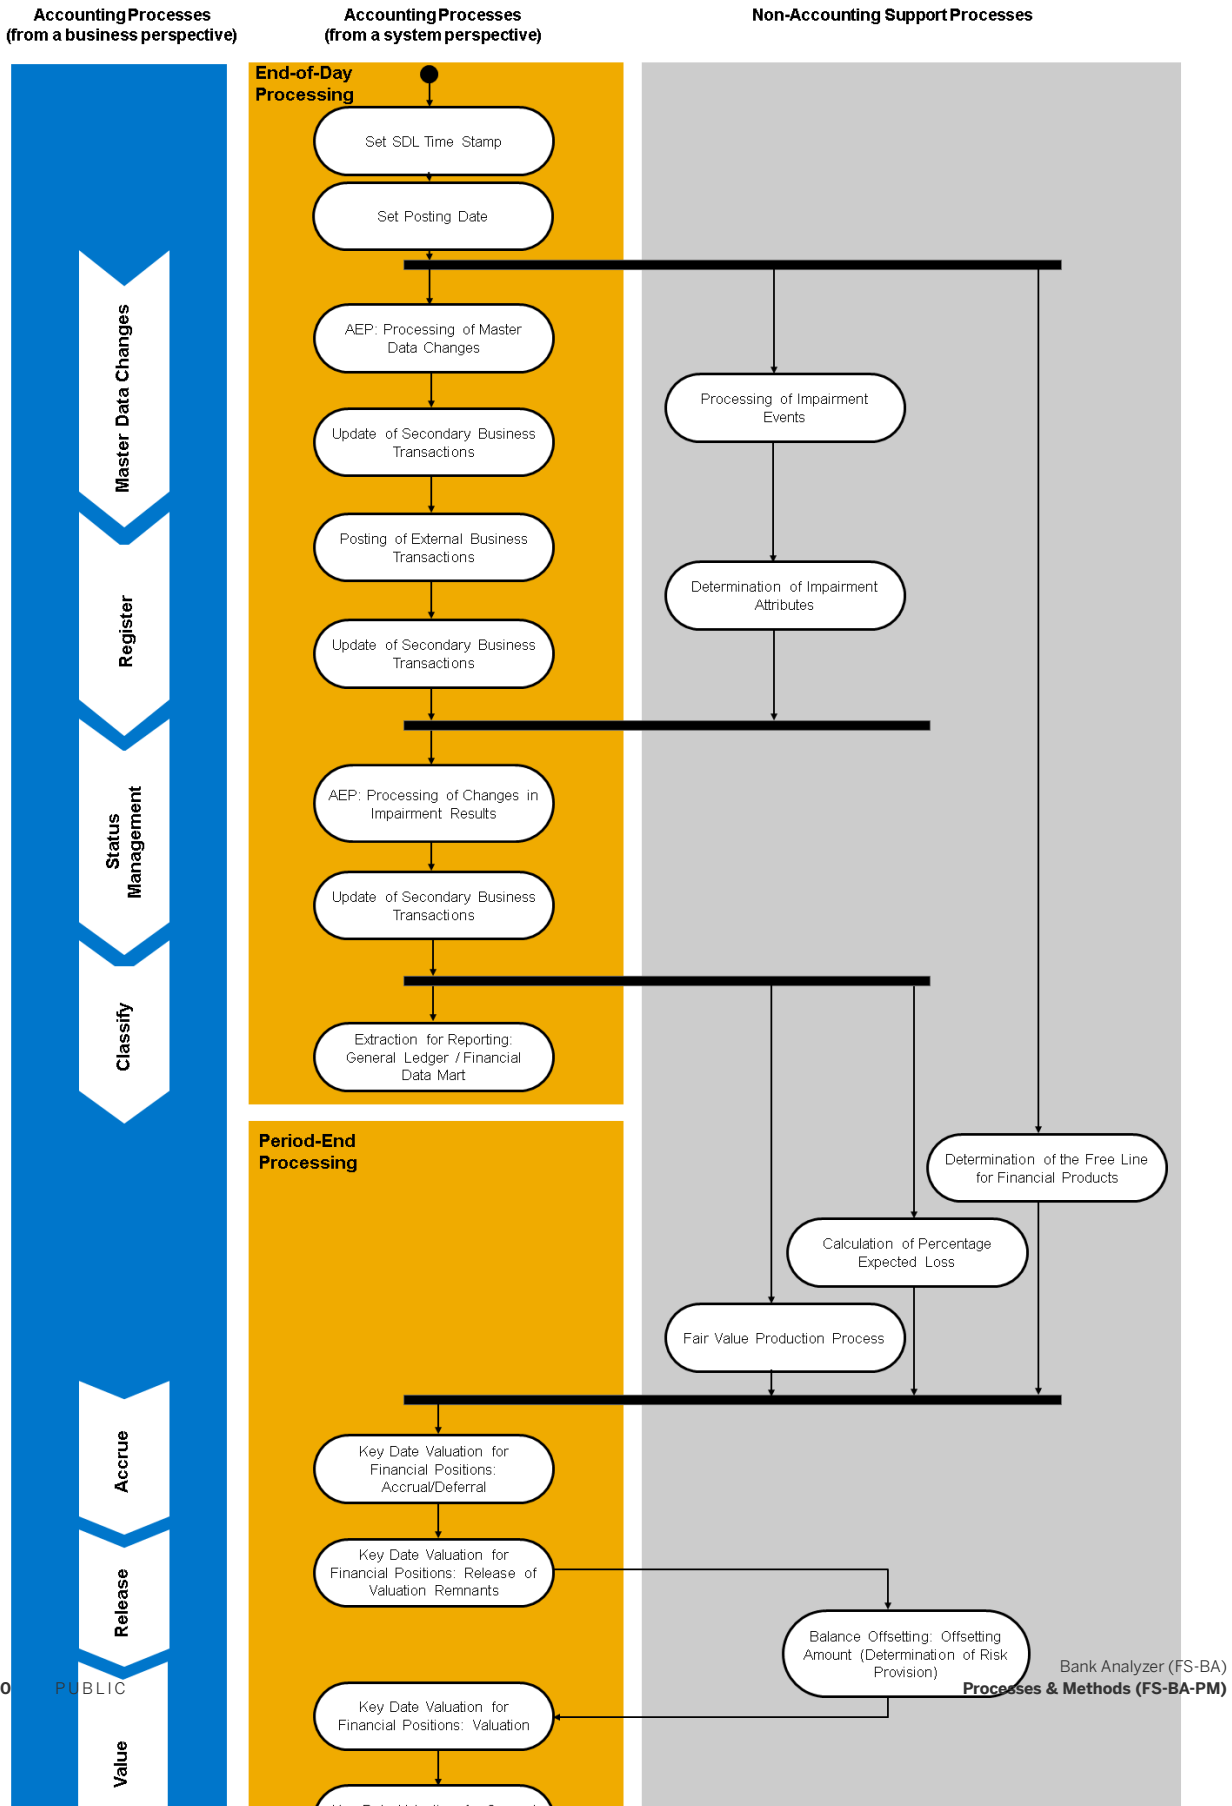 Accounting Processes
(from a business perspective)
Accounting Processes
(from a system perspective)
Non-Accounting Support Processes
End-of-Day
Processing
Set SDL Time Stamp
Set Posting Date
Master Data Changes
AEP: Processing of Master
Data Changes
Processing of Impairment
Events
Update of Secondary Business
Transactions
Posting of External Business
Transactions
Determination of Impairment
Attributes
Register
Update of Secondary Business
Transactions
Status
Management
AEP: Processing of Changes in
Impairment Results
Update of Secondary Business
Transactions
Classify
Extraction for Reporting:
General Ledger / Financial
Data Mart
Period-End
Processing
Determination of the Free Line
for Financial Products
Calculation of Percentage
Expected Loss
Fair Value Production Process
Accrue
Key Date Valuation for
Financial Positions:
Accrual/Deferral
Release
Key Date Valuation for
Financial Positions: Release of
Valuation Remnants
Balance Offsetting: Offsetting
Amount (Determination of Risk
Provision)
Bank Analyzer (FS-BA)
0 PUBLIC
Processes & Methods (FS-BA-PM)
Key Date Valuation for
Financial Positions: Valuation
Value